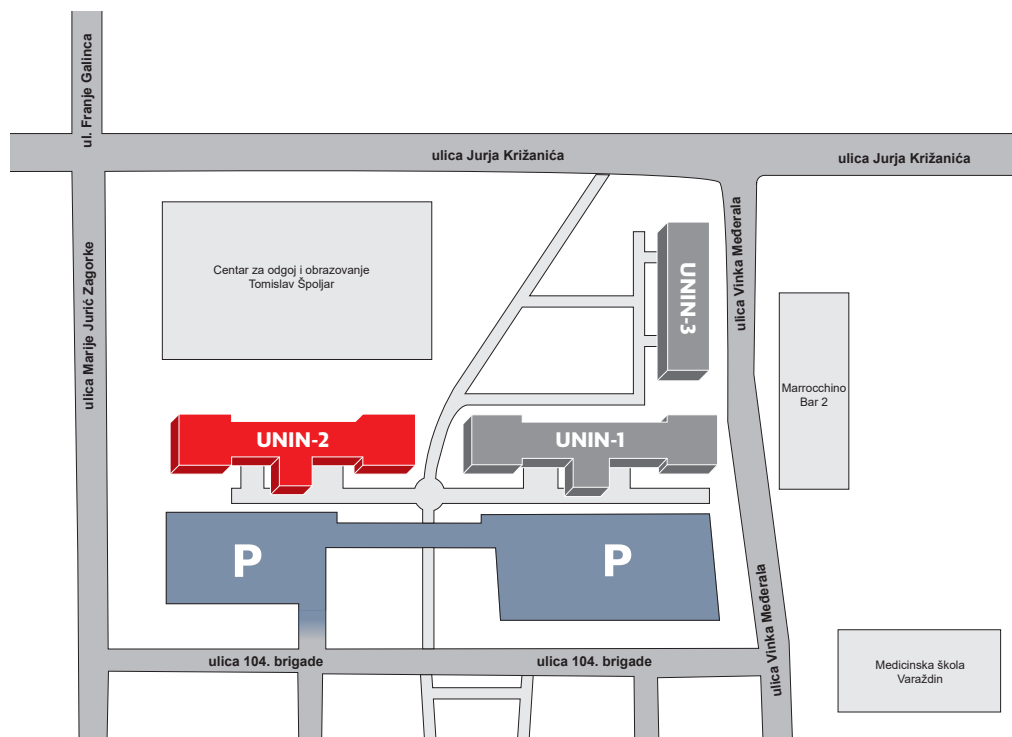 ul. Franje Galinca
ulica Jurja Križanića
ulica Jurja Križanića
Centar za odgoj i obrazovanje
Tomislav Špoljar
ulica Marije Jurić Zagorke
UNIN-3
ulica Vinka Međerala
Marrocchino
Bar 2
UNIN-2
UNIN-1
P
P
ulica Vinka Međerala
ulica 104. brigade
ulica 104. brigade
Medicinska škola
Varaždin